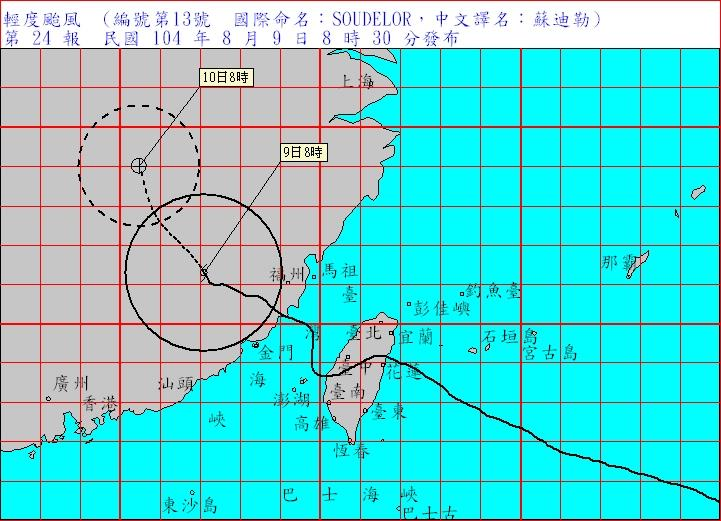 輕度颱風 (編號第13號 國際命名:SOUDELOR,中文譯名:蘇迪勒)
第 24 報 民國 104 年 8 月 9 日 8 時 30 分發布
10日8時
上海
9日8時
那霸
福州
馬祖
釣魚臺
彭佳嶼
臺灣海峽
臺北
宜蘭
石垣島
宮古島
金門
臺中
花蓮
廣州
汕頭
香港
澎湖
臺南
臺東
高雄
恆春
東沙島
巴士海峽
巴士古